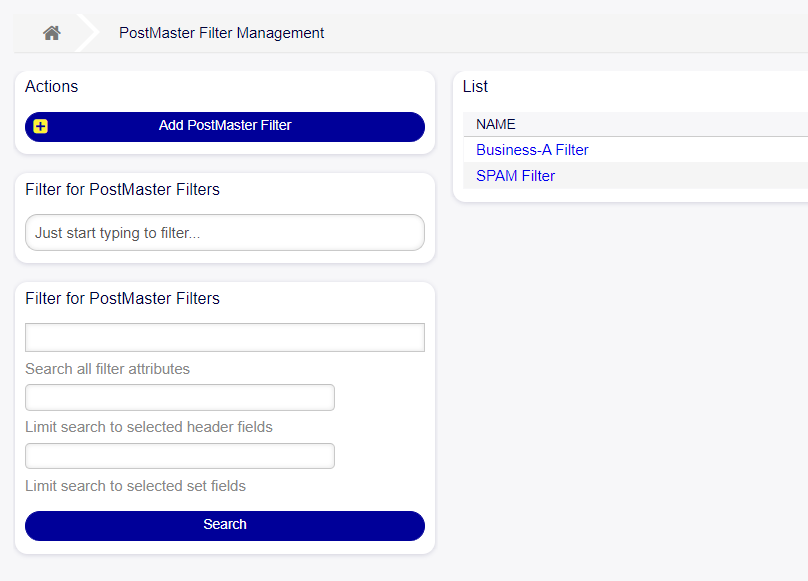 PostMaster Filter Management
Actions
Add PostMaster Filter
Filter for PostMaster Filters
Just start typing to filter...
Filter for PostMaster Filters
Search all filter attributes
Limit search to selected header fields
Limit search to selected set fields
Search
List
NAME
Business-A Filter
SPAM Filter